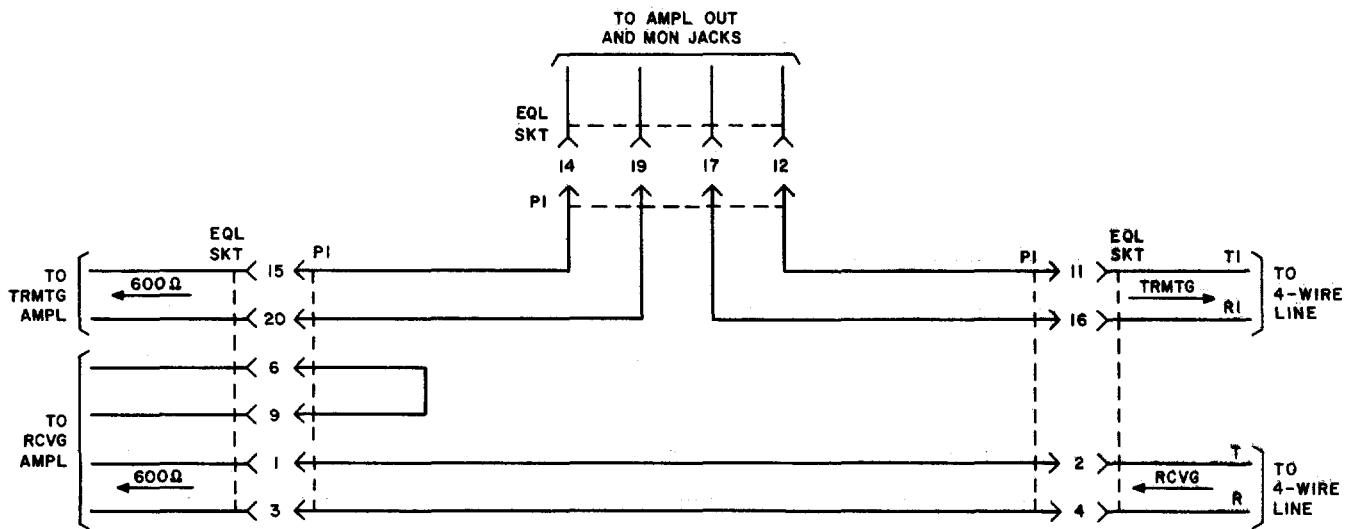 TO AMPL OUT
AND MON JACKS
EQL
SKT
14 19 17 12
P1
EQL
SKT
P1
P1
EQL
SKT
TO
TRMTG
AMPL
600Ω
15
20
11
16
TRMTG
T1
R1
TO
4-WIRE
LINE
6
9
TO
RCVG
AMPL
600Ω
1
3
2
4
RCVG
T
R
TO
4-WIRE
LINE